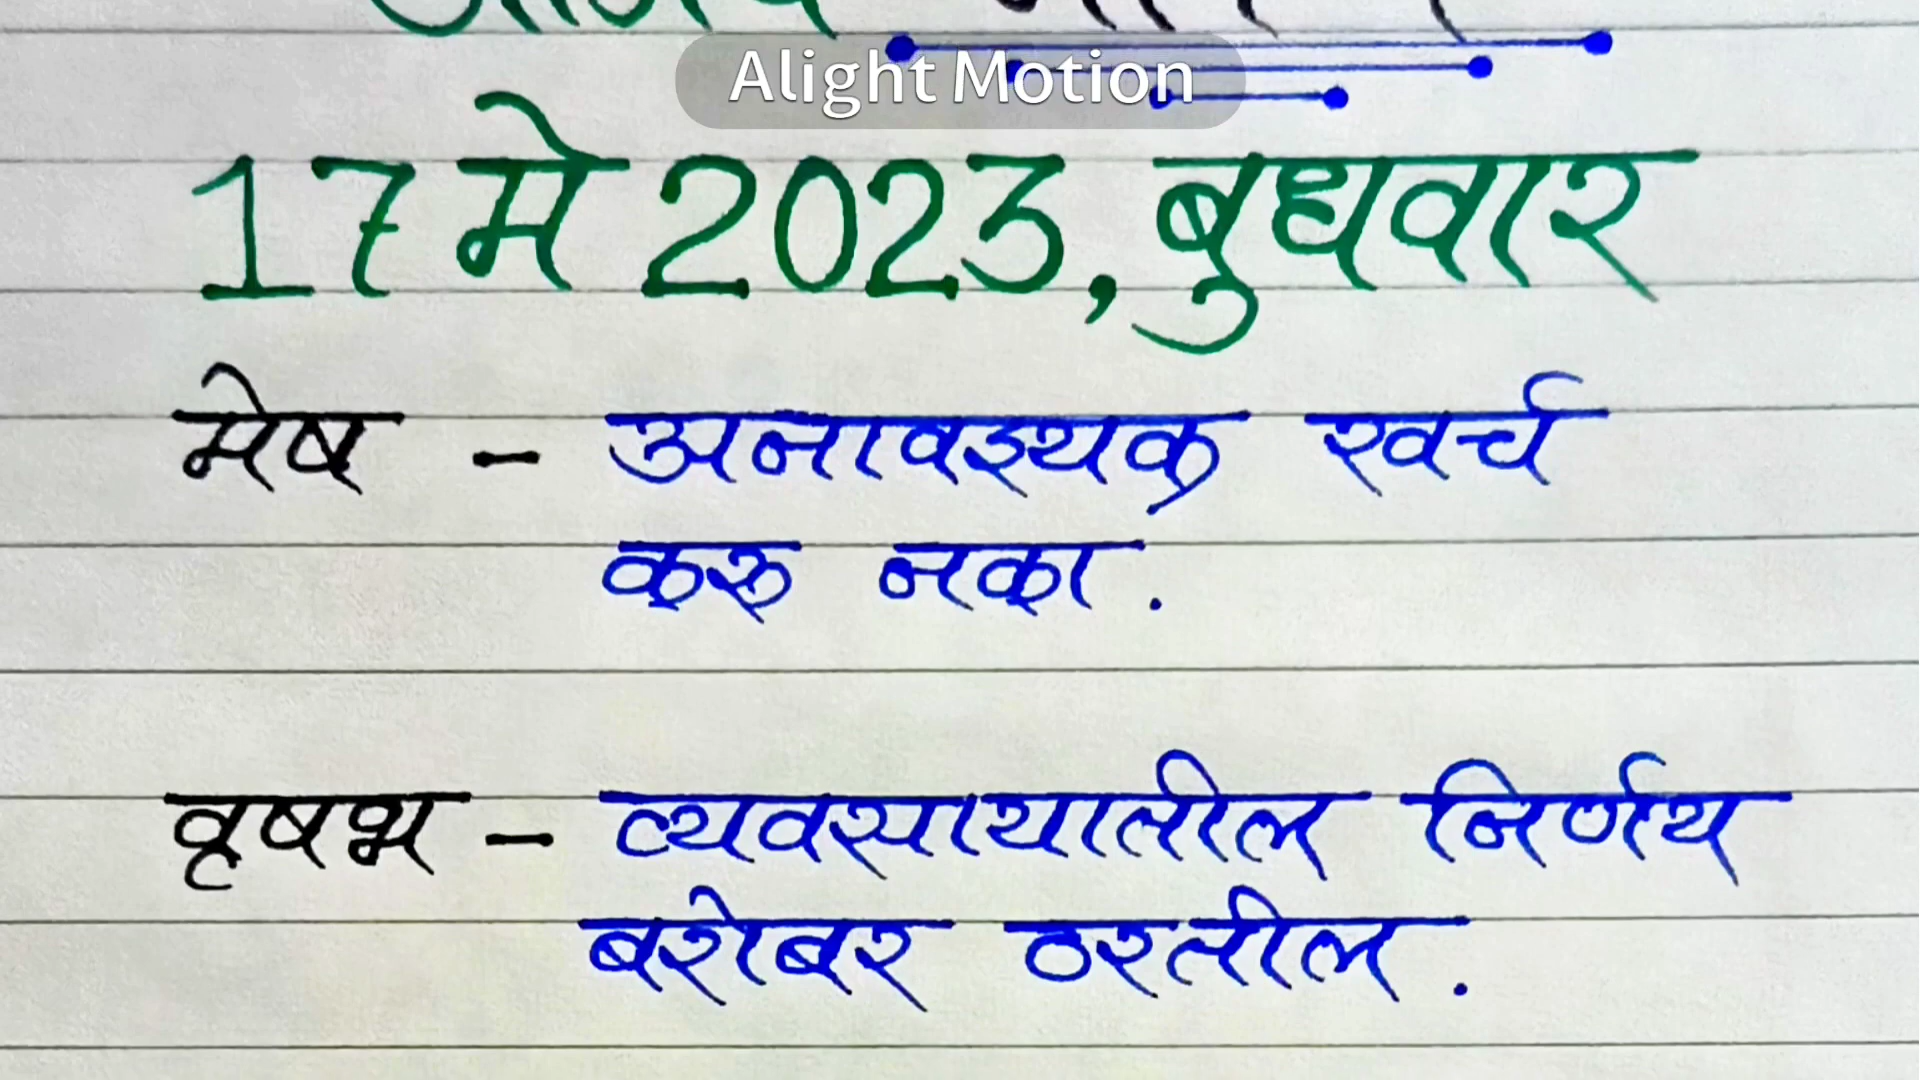 Alight Motion
17 मे 2023, बुधवार
मेष - अनावश्यक खर्च
करू नका.
वृषभ - व्यवसायातील निर्णय
बरोबर ठरतील.